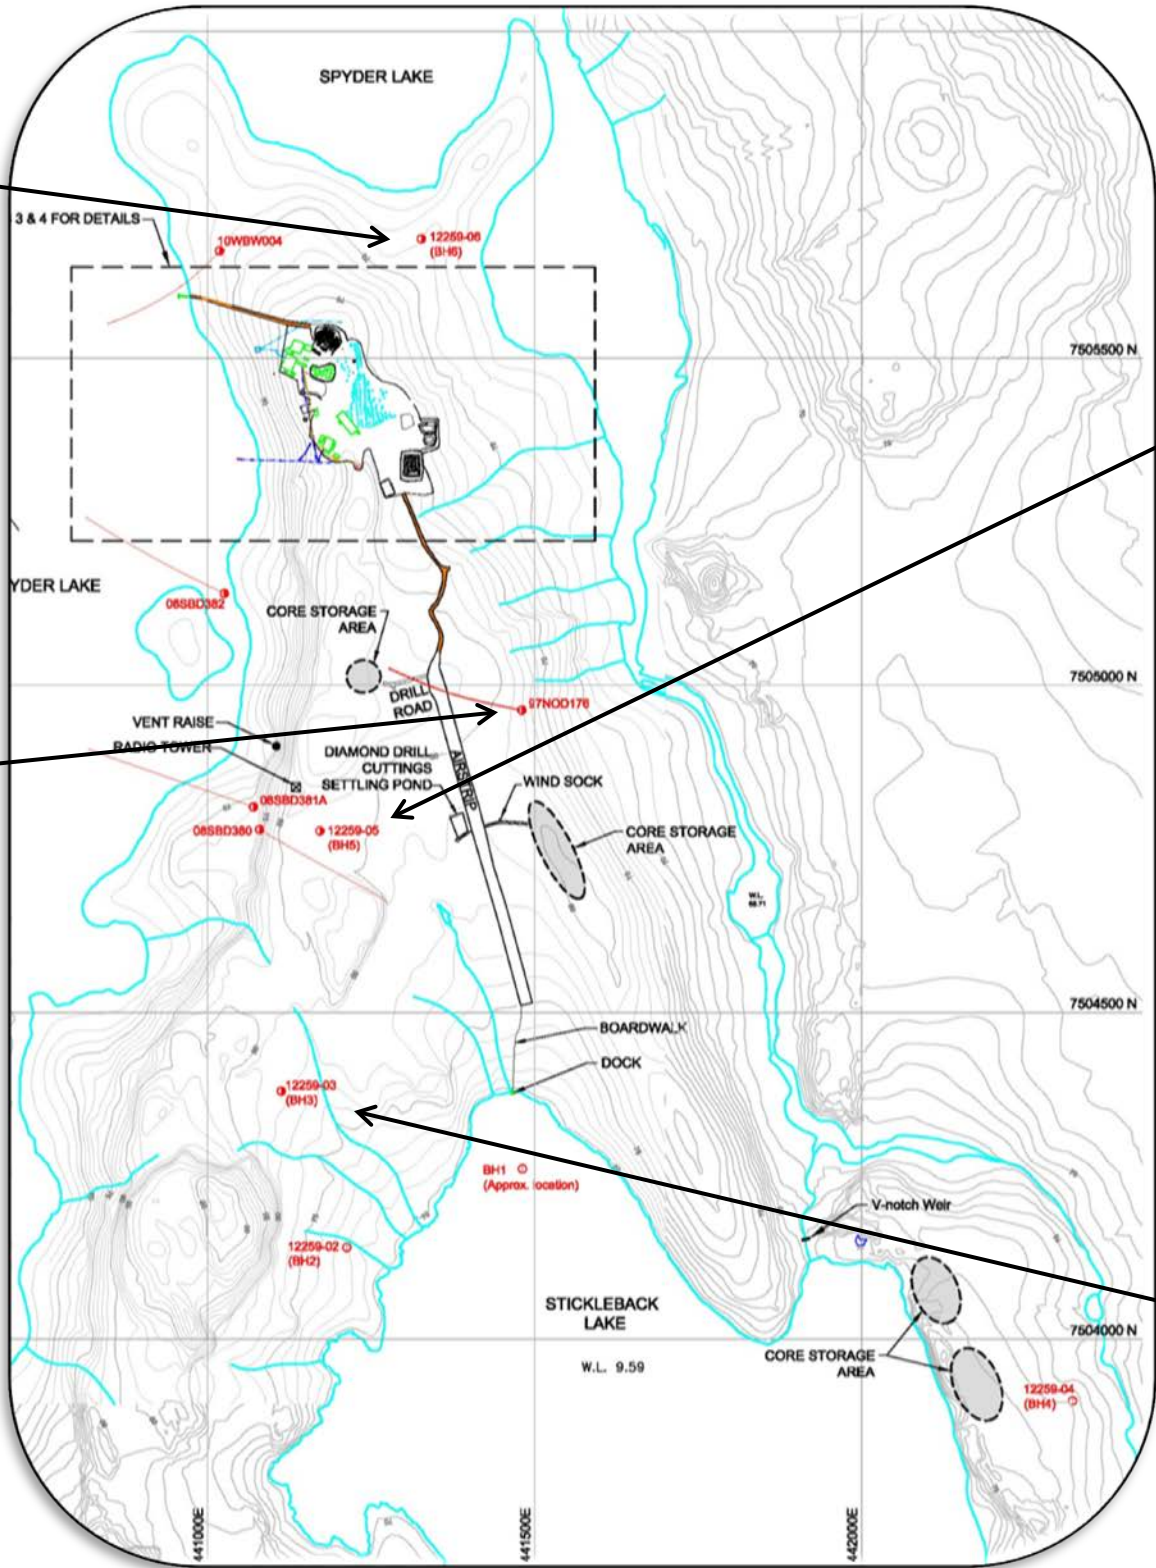 SPYDER LAKE
3 & 4 FOR DETAILS
10WBW004
12259-06
(BH6)
7505500 N
YDER LAKE
06SBD382
CORE STORAGE
AREA
DRILL
ROAD
97NOD176
7505000 N
VENT RAISE
RADIO TOWER
DIAMOND DRILL
CUTTINGS
SETTLING POND
AIRSTRIP
WIND SOCK
08SBD381A
08SBD380
12259-05
(BH5)
CORE STORAGE
AREA
W.L.
7504500 N
BOARDWALK
DOCK
12259-03
(BH3)
BH1
(Approx. location)
V-notch Weir
12259-02
(BH2)
STICKLEBACK
LAKE
W.L. 9.59
7504000 N
CORE STORAGE
AREA
12259-04
(BH4)
441000E
441500E
442000E